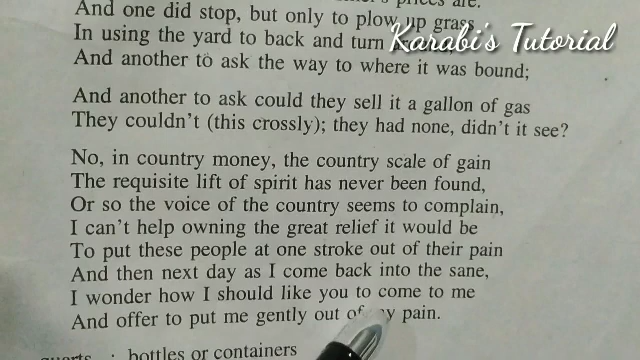 prices are.
And one did stop, but only to plow up grass
In using the yard to back and turn
Karabi's Tutorial
And another to ask the way to where it was bound;
And another to ask could they sell it a gallon of gas
They couldn't (this crossly); they had none, didn't it see?
No, in country money, the country scale of gain
The requisite lift of spirit has never been found,
Or so the voice of the country seems to complain,
I can't help owning the great relief it would be
To put these people at one stroke out of their pain
And then next day as I come back into the sane,
I wonder how I should like you to come to me
And offer to put me gently out of my pain.
quarts : bottles or containers